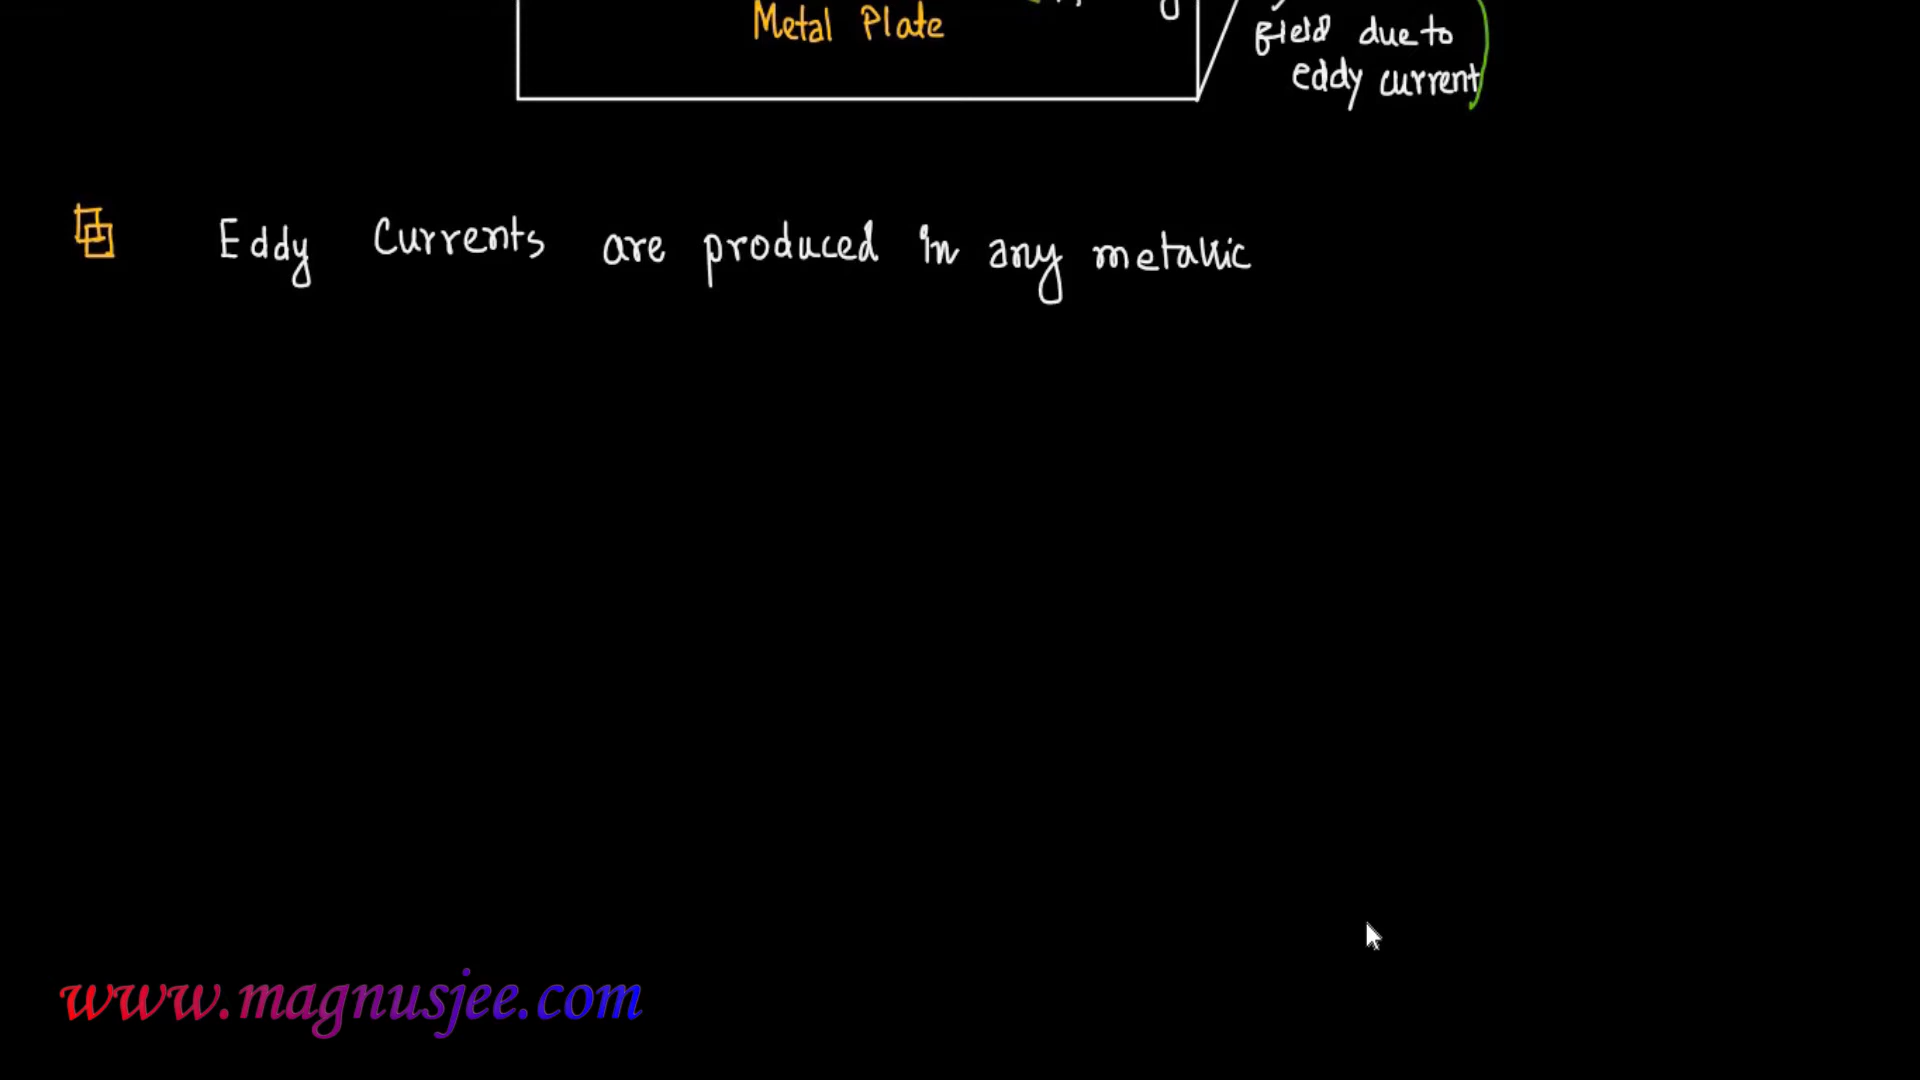 Metal Plate
field due to
eddy current
Eddy Currents are produced in any metallic
www.magnusjee.com